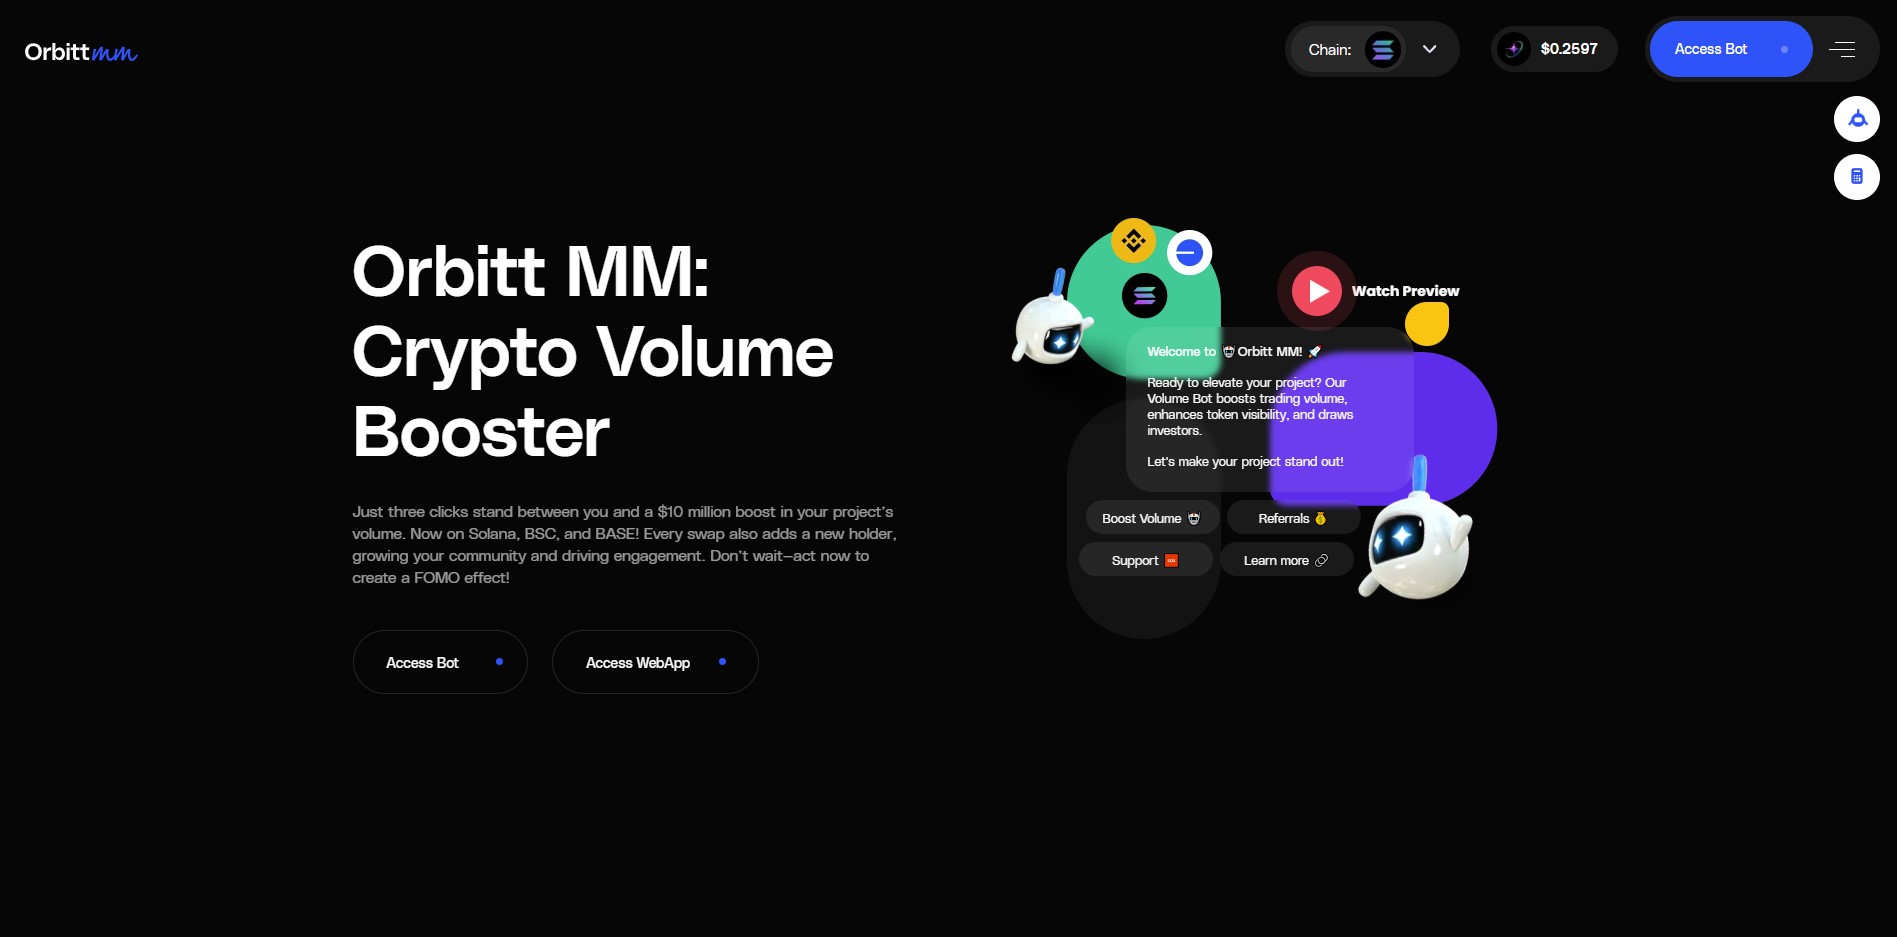 Orbitt mm
Chain:
$0.2597
Access Bot
Orbitt MM:
Crypto Volume
Booster
Just three clicks stand between you and a $10 million boost in your project's
volume. Now on Solana, BSC, and BASE! Every swap also adds a new holder,
growing your community and driving engagement. Don't wait—act now to
create a FOMO effect!
Access Bot
Access WebApp
Watch Preview
Welcome to Orbitt MM!
Ready to elevate your project? Our
Volume Bot boosts trading volume,
enhances token visibility, and draws
investors.
Let's make your project stand out!
Boost Volume
Referrals
Support
Learn more